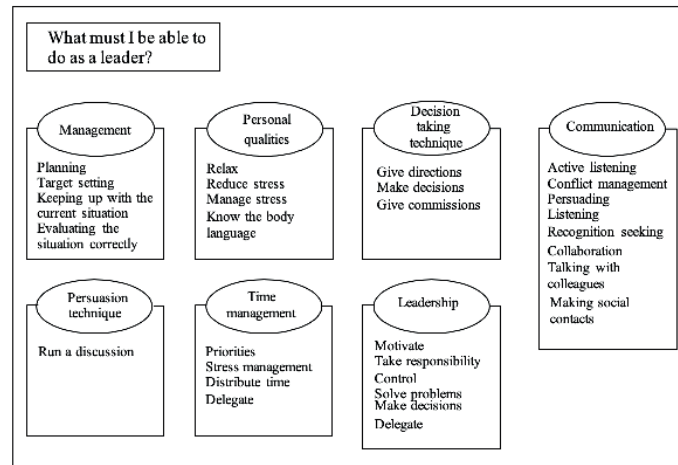 What must I be able to
do as a leader?
Management
Planning
Target setting
Keeping up with the
current situation
Evaluating the
situation correctly
Personal
qualities
Relax
Reduce stress
Manage stress
Know the body
language
Decision
taking
technique
Give directions
Make decisions
Give commissions
Communication
Active listening
Conflict management
Persuading
Listening
Recognition seeking
Collaboration
Talking with
colleagues
Making social
contacts
Persuasion
technique
Run a discussion
Time
management
Priorities
Stress management
Distribute time
Delegate
Leadership
Motivate
Take responsibility
Control
Solve problems
Make decisions
Delegate